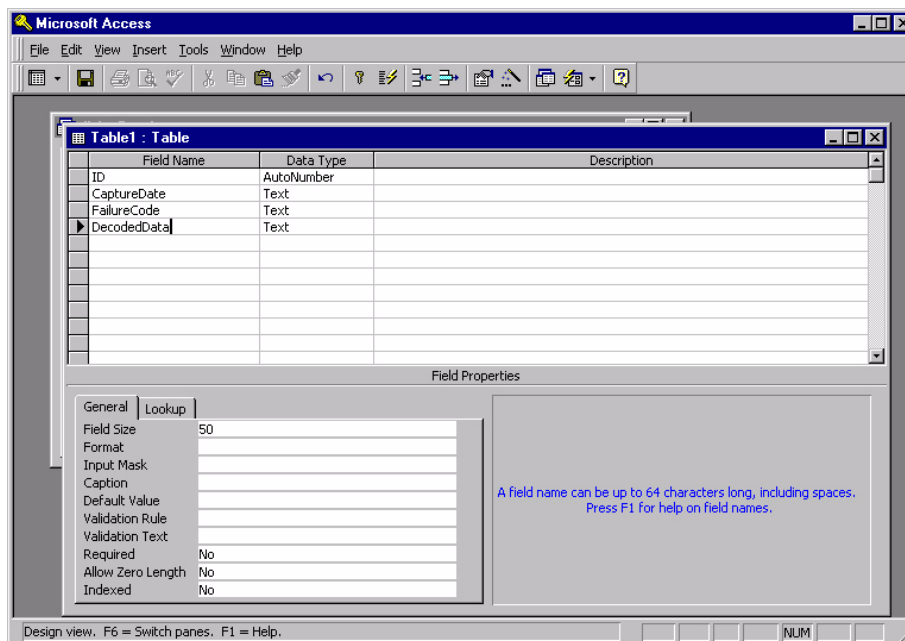 Microsoft Access
File Edit View Insert Tools Window Help
Table1 : Table
Field Name Data Type Description
ID AutoNumber
CaptureDate Text
FailureCode Text
DecodedData Text
Field Properties
General Lookup
Field Size 50
Format
Input Mask
Caption
Default Value
Validation Rule
Validation Text
Required No
Allow Zero Length No
Indexed No
A field name can be up to 64 characters long, including spaces.
Press F1 for help on field names.
Design view. F6 = Switch panes. F1 = Help. NUM